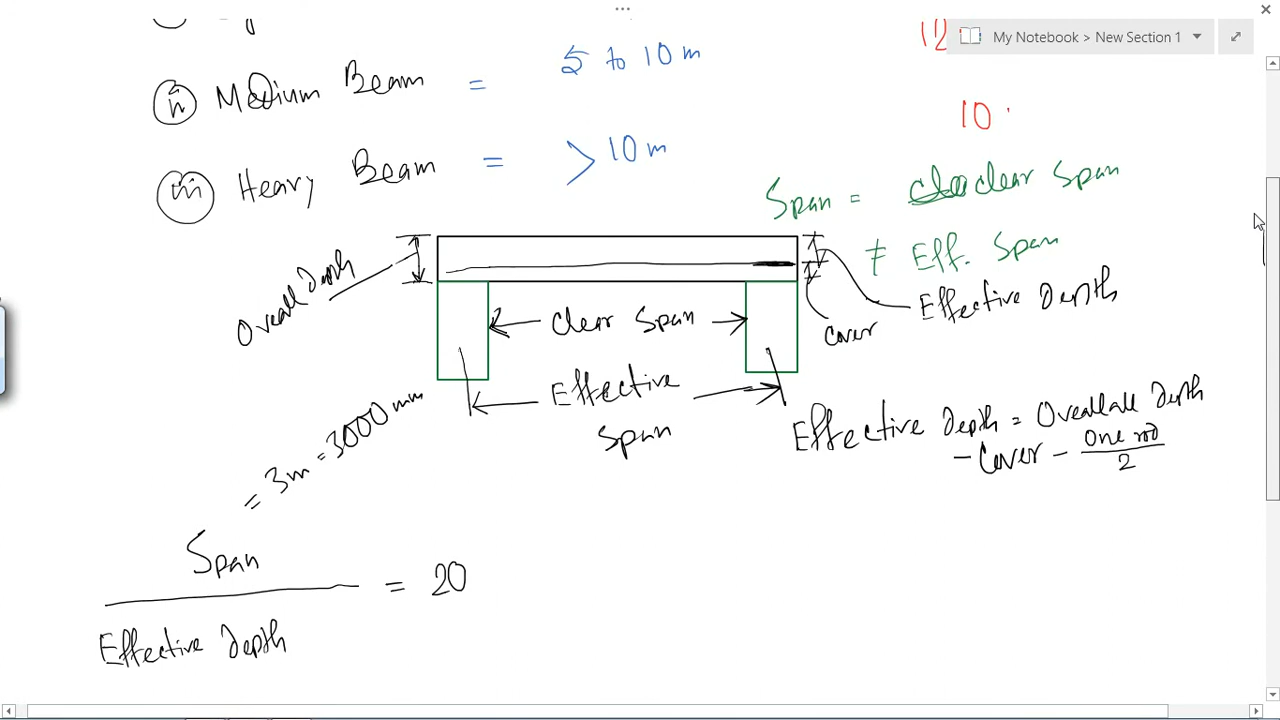 My Notebook > New Section 1
12
ii Medium Beam = 5 to 10 m
10
iii Heavy Beam = > 10 m
Span = clear Span
≠ Eff. Span
Overall Depth
Effective Depth
Cover
Clear Span
Effective
Span
Effective Depth = Overallall Depth
- Cover - One rod
2
= 3m = 3000 mm
Span
= 20
Effective Depth